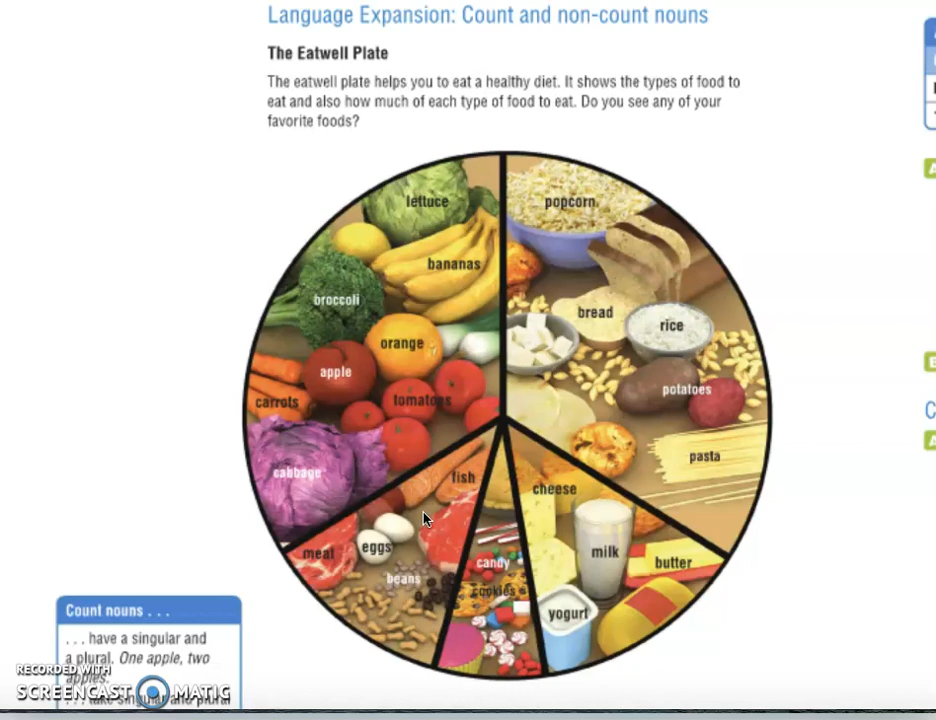 Language Expansion: Count and non-count nouns
The Eatwell Plate
The eatwell plate helps you to eat a healthy diet. It shows the types of food to
eat and also how much of each type of food to eat. Do you see any of your
favorite foods?
lettuce
popcorn
bananas
broccoli
bread
rice
orange
apple
potatoes
carrots
tomatoes
pasta
cabbage
fish
cheese
meat
eggs
milk
butter
candy
beans
cookies
yogurt
Count nouns . . .
. . . have a singular and
a plural. One apple, two
apples.
. . . take singular and plural
RECORDED WITH
SCREENCAST MATIC